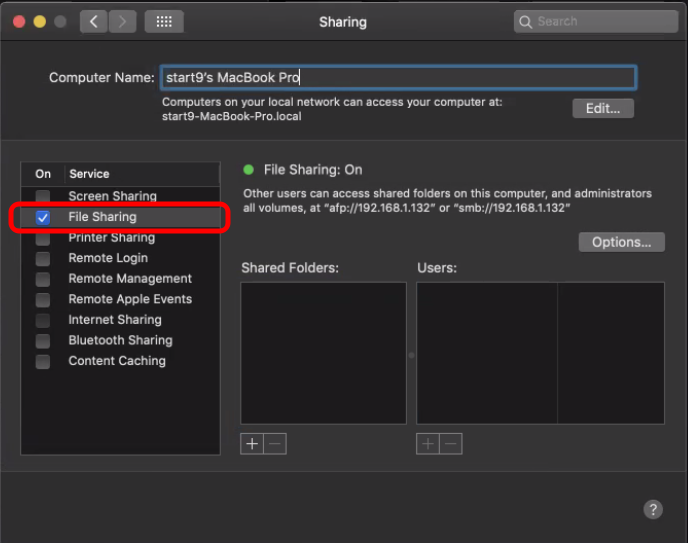 Sharing
Search
Computer Name:
start9's MacBook Pro
Computers on your local network can access your computer at:
start9-MacBook-Pro.local
Edit...
On Service
Screen Sharing
File Sharing
Printer Sharing
Remote Login
Remote Management
Remote Apple Events
Internet Sharing
Bluetooth Sharing
Content Caching
File Sharing: On
Other users can access shared folders on this computer, and administrators
all volumes, at “afp://192.168.1.132” or “smb://192.168.1.132”
Options...
Shared Folders:
Users:
+ −
+ −
?